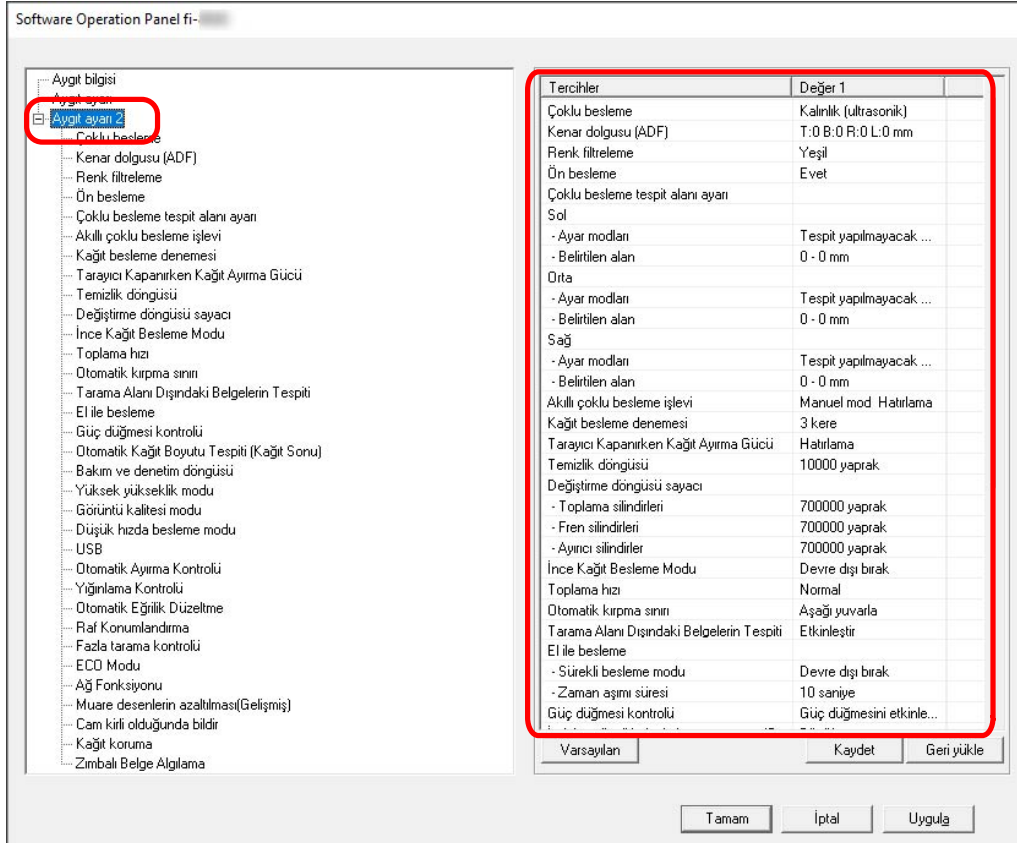 Software Operation Panel fi-
Aygıt bilgisi
Aygıt ayarı
Aygıt ayarı 2
Çoklu besleme
Kenar dolgusu (ADF)
Renk filtreleme
Ön besleme
Çoklu besleme tespit alanı ayarı
Akıllı çoklu besleme işlevi
Kağıt besleme denemesi
Tarayıcı Kapanırken Kağıt Ayırma Gücü
Temizlik döngüsü
Değiştirme döngüsü sayacı
İnce Kağıt Besleme Modu
Toplama hızı
Otomatik kırpma sınırı
Tarama Alanı Dışındaki Belgelerin Tespiti
El ile besleme
Güç düğmesi kontrolü
Otomatik Kağıt Boyutu Tespiti (Kağıt Sonu)
Bakım ve denetim döngüsü
Yüksek yükseklik modu
Görüntü kalitesi modu
Düşük hızda besleme modu
USB
Otomatik Ayırma Kontrolü
Yığınlama Kontrolü
Otomatik Eğrilik Düzeltme
Raf Konumlandırma
Fazla tarama kontrolü
ECO Modu
Ağ Fonksiyonu
Muare desenlerin azaltılması(Gelişmiş)
Cam kirli olduğunda bildir
Kağıt koruma
Zımbalı Belge Algılama
Tercihler Değer 1
Çoklu besleme Kalınlık (ultrasonik)
Kenar dolgusu (ADF) T:0 B:0 R:0 L:0 mm
Renk filtreleme Yeşil
Ön besleme Evet
Çoklu besleme tespit alanı ayarı
Sol
- Ayar modları Tespit yapılmayacak ...
- Belirtilen alan 0 - 0 mm
Orta
- Ayar modları Tespit yapılmayacak ...
- Belirtilen alan 0 - 0 mm
Sağ
- Ayar modları Tespit yapılmayacak ...
- Belirtilen alan 0 - 0 mm
Akıllı çoklu besleme işlevi Manuel mod Hatırlama
Kağıt besleme denemesi 3 kere
Tarayıcı Kapanırken Kağıt Ayırma Gücü Hatırlama
Temizlik döngüsü 10000 yaprak
Değiştirme döngüsü sayacı
- Toplama silindirleri 700000 yaprak
- Fren silindirleri 700000 yaprak
- Ayırıcı silindirler 700000 yaprak
İnce Kağıt Besleme Modu Devre dışı bırak
Toplama hızı Normal
Otomatik kırpma sınırı Aşağı yuvarla
Tarama Alanı Dışındaki Belgelerin Tespiti Etkinleştir
El ile besleme
- Sürekli besleme modu Devre dışı bırak
- Zaman aşımı süresi 10 saniye
Güç düğmesi kontrolü Güç düğmesini etkinle...
Varsayılan Kaydet Geri yükle
Tamam İptal Uygula